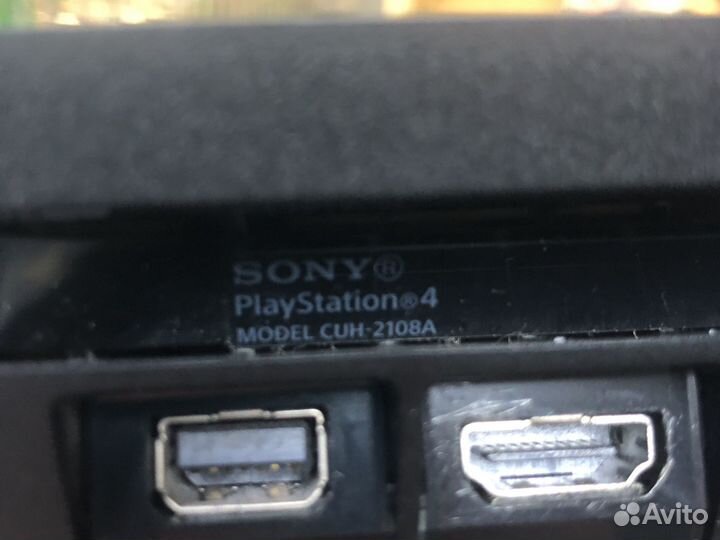 SONY®
PlayStation®4
MODEL CUH-2108A
Avito